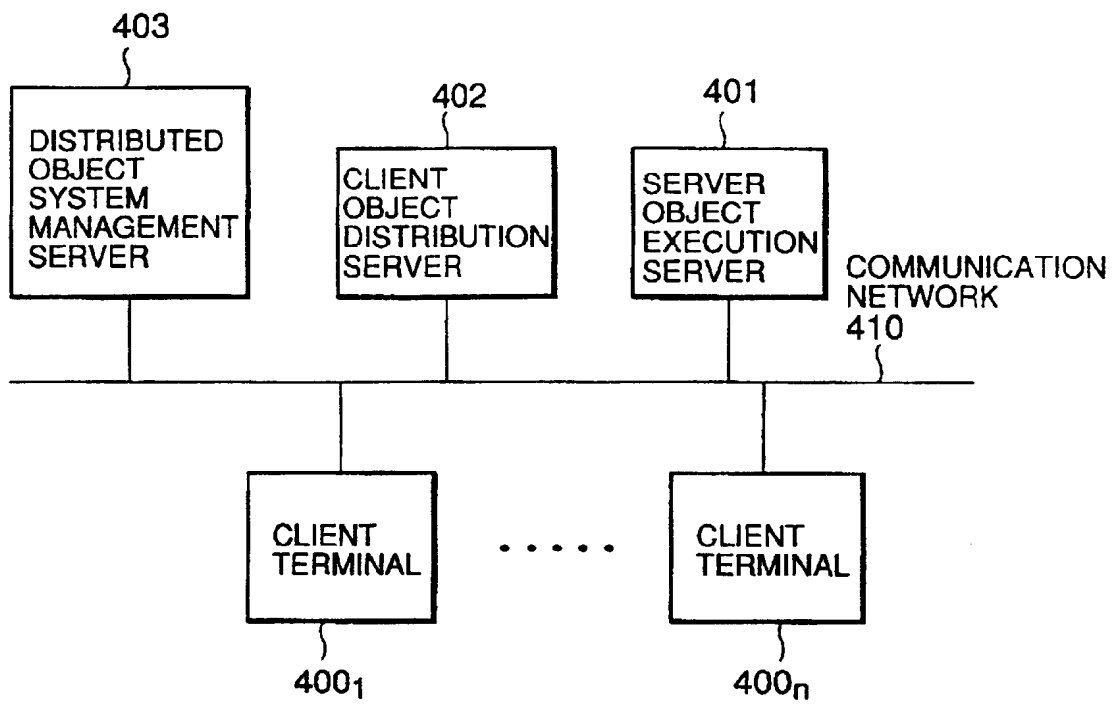 403
DISTRIBUTED
OBJECT
SYSTEM
MANAGEMENT
SERVER
402
CLIENT
OBJECT
DISTRIBUTION
SERVER
401
SERVER
OBJECT
EXECUTION
SERVER
COMMUNICATION
NETWORK
410
CLIENT
TERMINAL
400₁
.....
CLIENT
TERMINAL
400ₙ